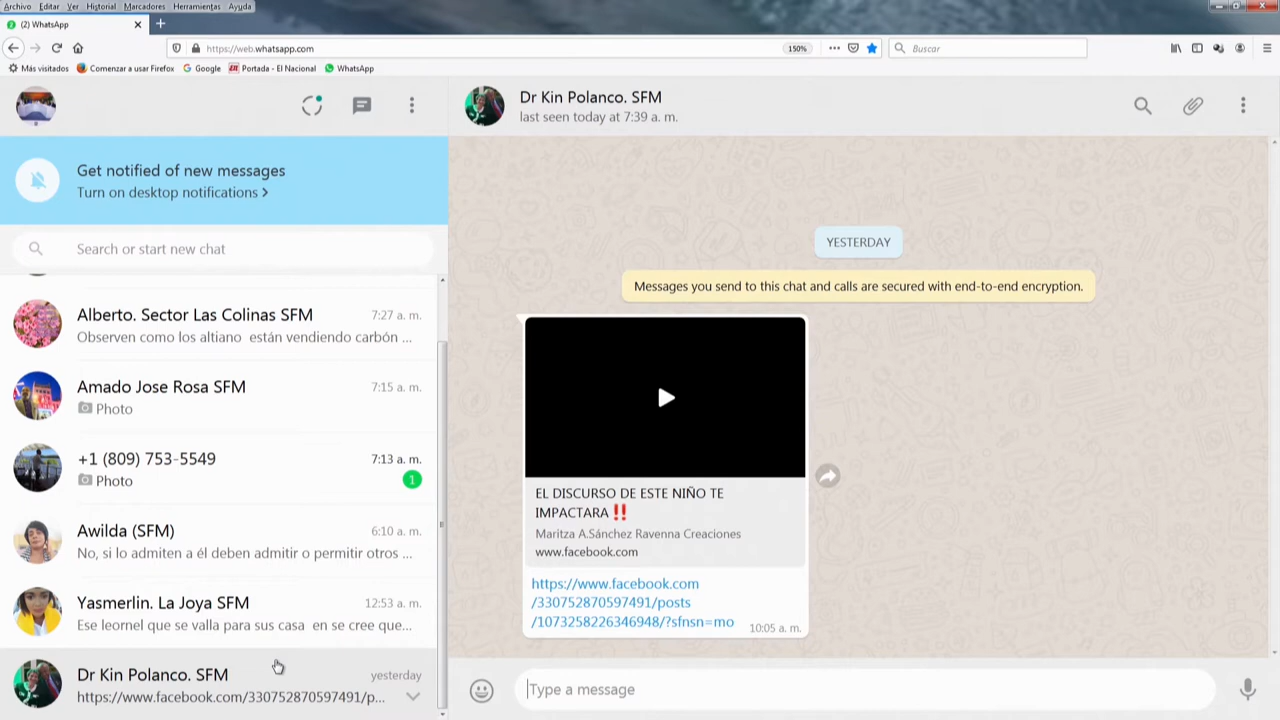 Archivo Editar Ver Historial Marcadores Herramientas Ayuda
(2) WhatsApp
https://web.whatsapp.com
150%
Buscar
Más visitados Comenzar a usar Firefox Google Portada - El Nacional WhatsApp
Get notified of new messages
Turn on desktop notifications
Search or start new chat
Alberto. Sector Las Colinas SFM 7:27 a. m.
Observen como los altiano están vendiendo carbón ...
Amado Jose Rosa SFM 7:15 a. m.
Photo
+1 (809) 753-5549 7:13 a. m.
Photo 1
Awilda (SFM) 6:10 a. m.
No, si lo admiten a él deben admitir o permitir otros ...
Yasmerlin. La Joya SFM 12:53 a. m.
Ese leornel que se valla para sus casa en se cree que...
Dr Kin Polanco. SFM yesterday
https://www.facebook.com/330752870597491/p...
Dr Kin Polanco. SFM
last seen today at 7:39 a. m.
YESTERDAY
Messages you send to this chat and calls are secured with end-to-end encryption.
EL DISCURSO DE ESTE NIÑO TE
IMPACTARA ‼️
Maritza A.Sánchez Ravenna Creaciones
www.facebook.com
https://www.facebook.com
/330752870597491/posts
/1073258226346948/?sfnsn=mo
10:05 a. m.
Type a message